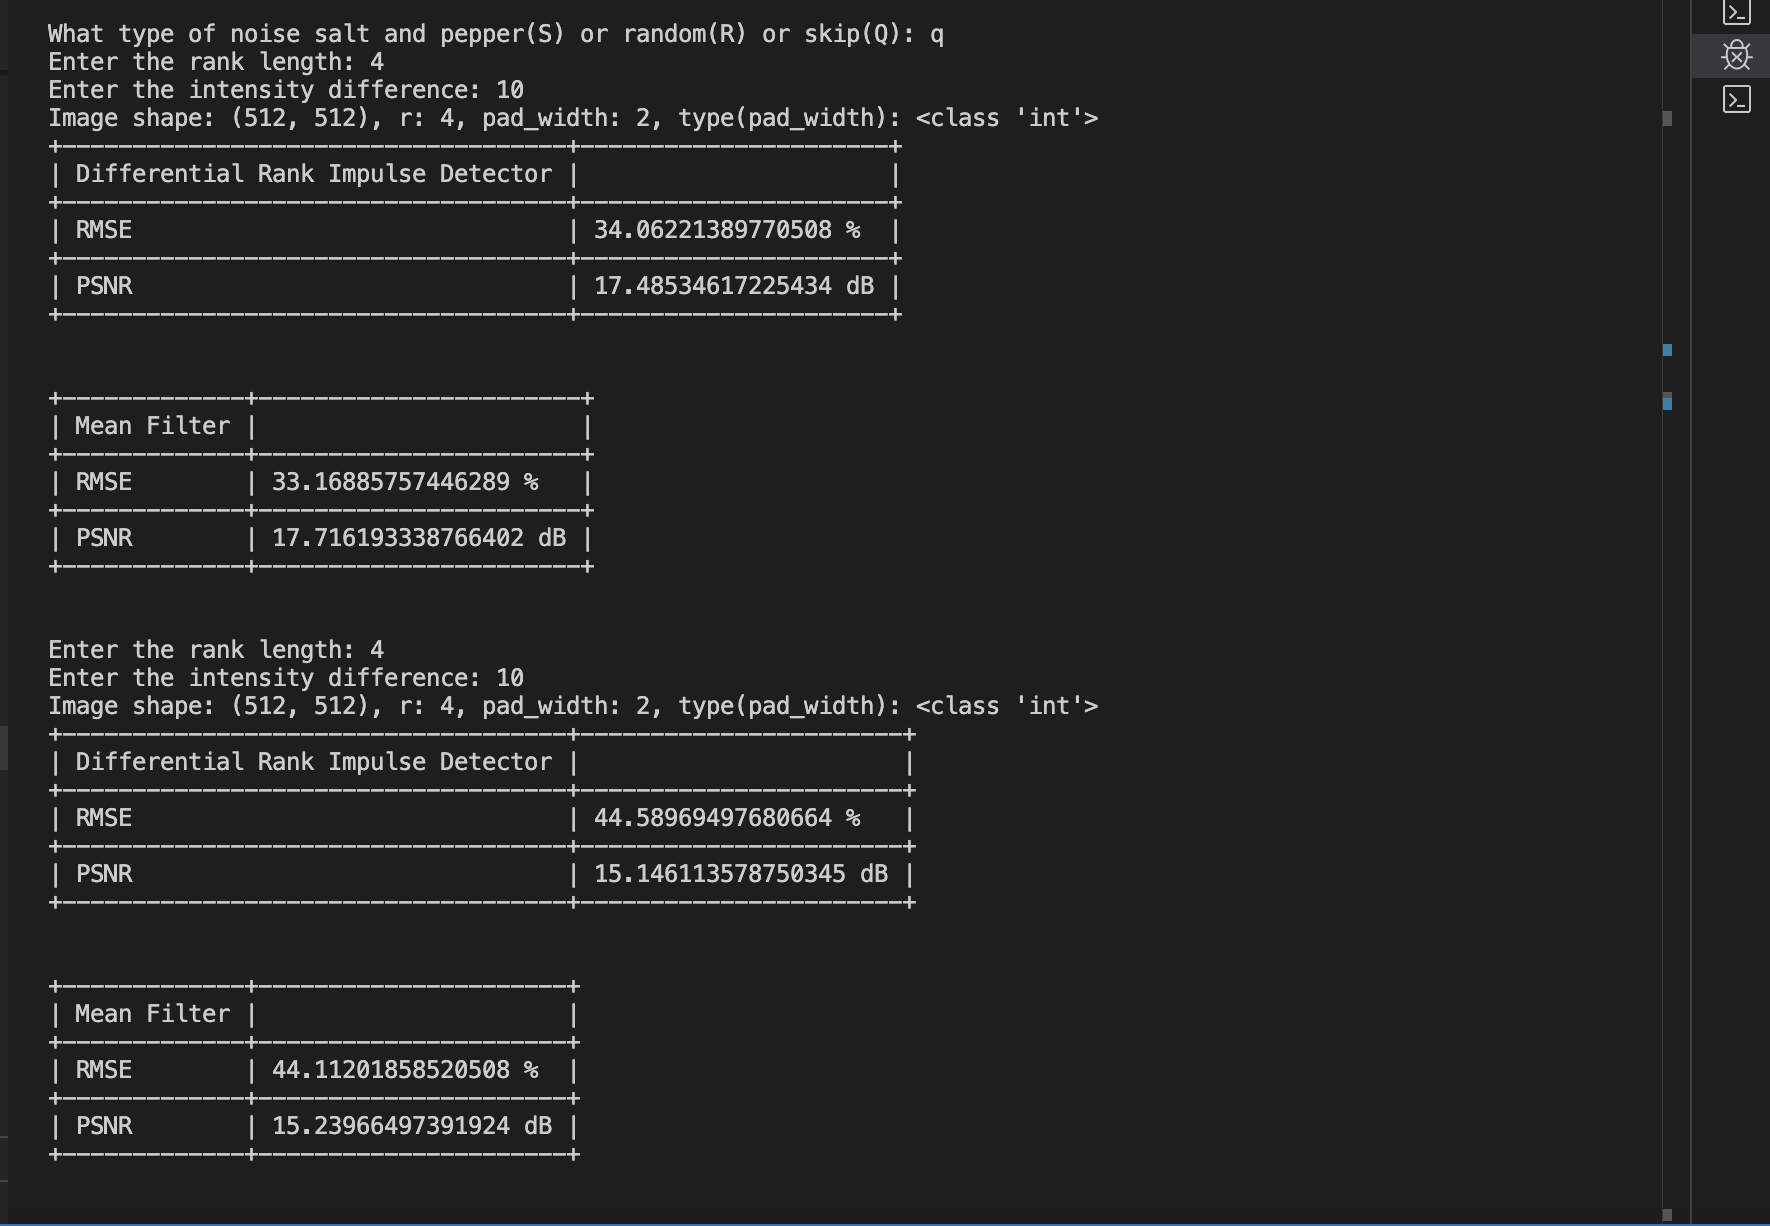 What type of noise salt and pepper(S) or random(R) or skip(Q): q
Enter the rank length: 4
Enter the intensity difference: 10
Image shape: (512, 512), r: 4, pad_width: 2, type(pad_width): <class 'int'>
+------------------------------------+----------------------+
| Differential Rank Impulse Detector |                      |
+------------------------------------+----------------------+
| RMSE                               | 34.06221389770508 %  |
+------------------------------------+----------------------+
| PSNR                               | 17.48534617225434 dB |
+------------------------------------+----------------------+
+-------------+-----------------------+
| Mean Filter |                       |
+-------------+-----------------------+
| RMSE        | 33.16885757446289 %   |
+-------------+-----------------------+
| PSNR        | 17.716193338766402 dB |
+-------------+-----------------------+
Enter the rank length: 4
Enter the intensity difference: 10
Image shape: (512, 512), r: 4, pad_width: 2, type(pad_width): <class 'int'>
+------------------------------------+-----------------------+
| Differential Rank Impulse Detector |                       |
+------------------------------------+-----------------------+
| RMSE                               | 44.58969497680664 %   |
+------------------------------------+-----------------------+
| PSNR                               | 15.146113578750345 dB |
+------------------------------------+-----------------------+
+-------------+----------------------+
| Mean Filter |                      |
+-------------+----------------------+
| RMSE        | 44.11201858520508 %  |
+-------------+----------------------+
| PSNR        | 15.23966497391924 dB |
+-------------+----------------------+